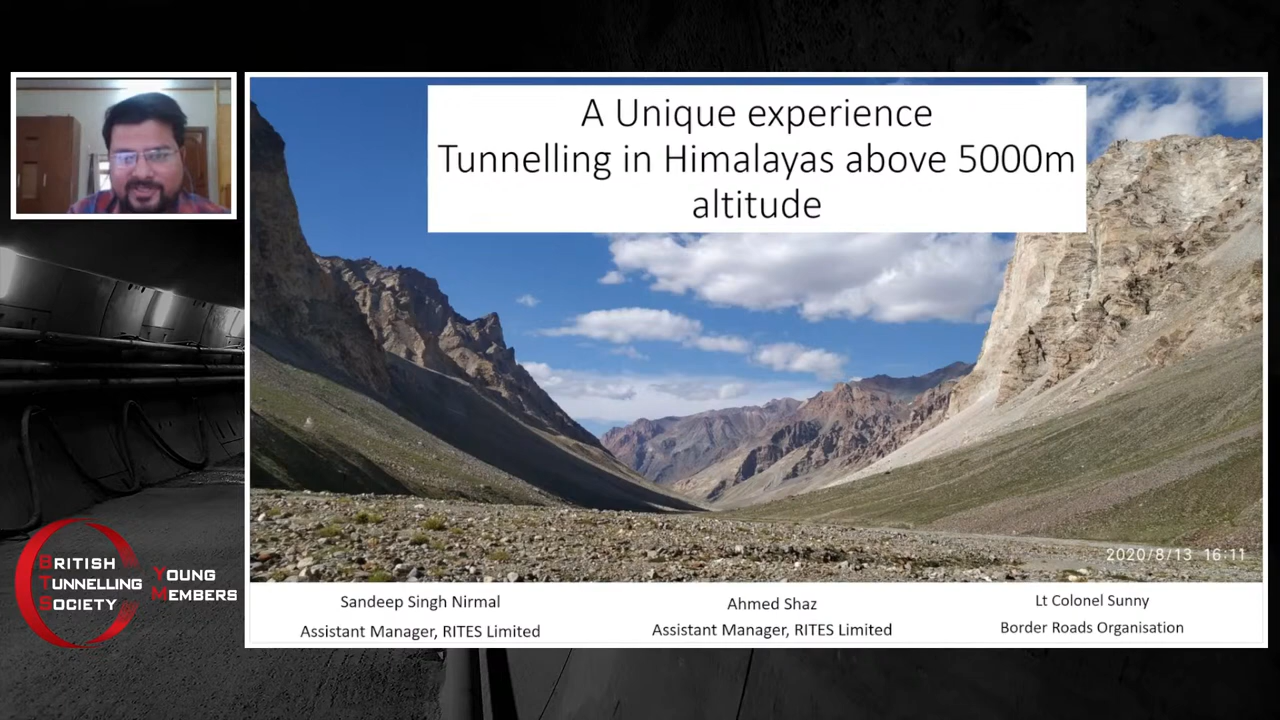 A Unique experience
Tunnelling in Himalayas above 5000m
altitude
2020/8/13 16:11
Sandeep Singh Nirmal
Assistant Manager, RITES Limited
Ahmed Shaz
Assistant Manager, RITES Limited
Lt Colonel Sunny
Border Roads Organisation
BRITISH
TUNNELLING
SOCIETY
YOUNG
MEMBERS